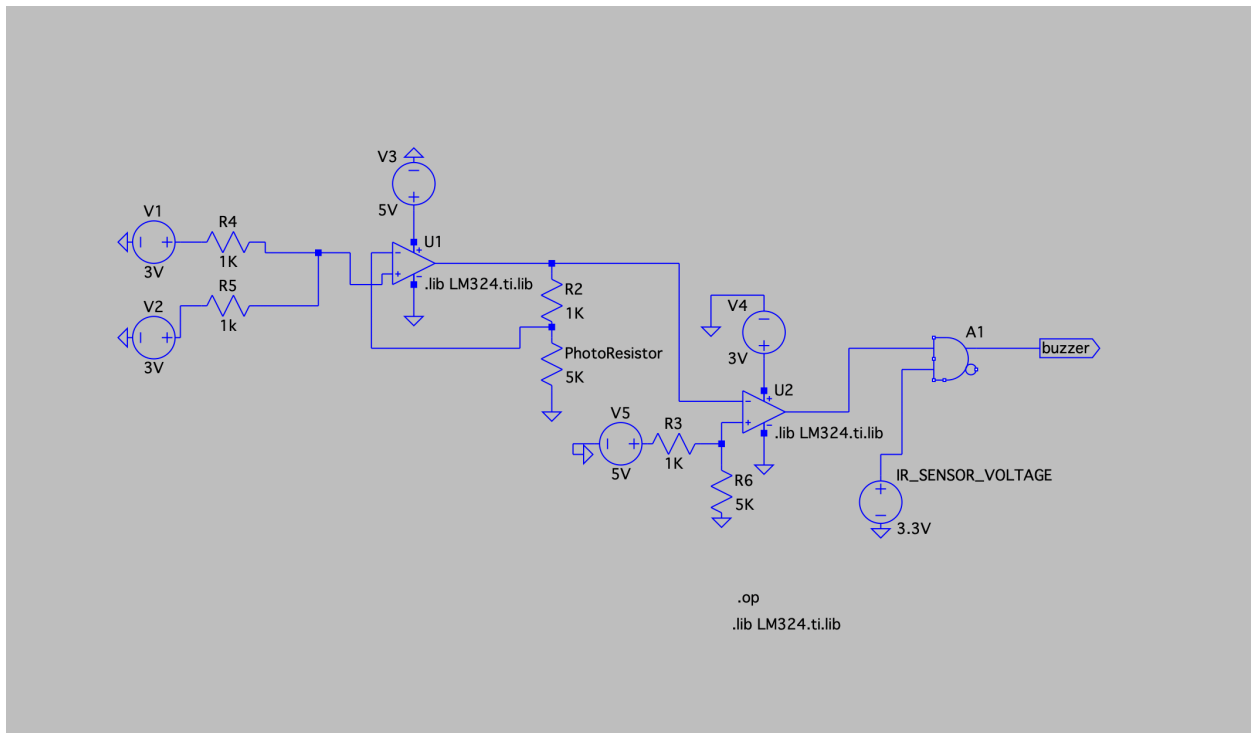 V3
5V
V1
3V
R4
1K
U1
.lib LM324.ti.lib
R5
1k
V2
3V
R2
1K
PhotoResistor
5K
V4
3V
A1
buzzer
U2
.lib LM324.ti.lib
V5
5V
R3
1K
R6
5K
IR_SENSOR_VOLTAGE
3.3V
.op
.lib LM324.ti.lib